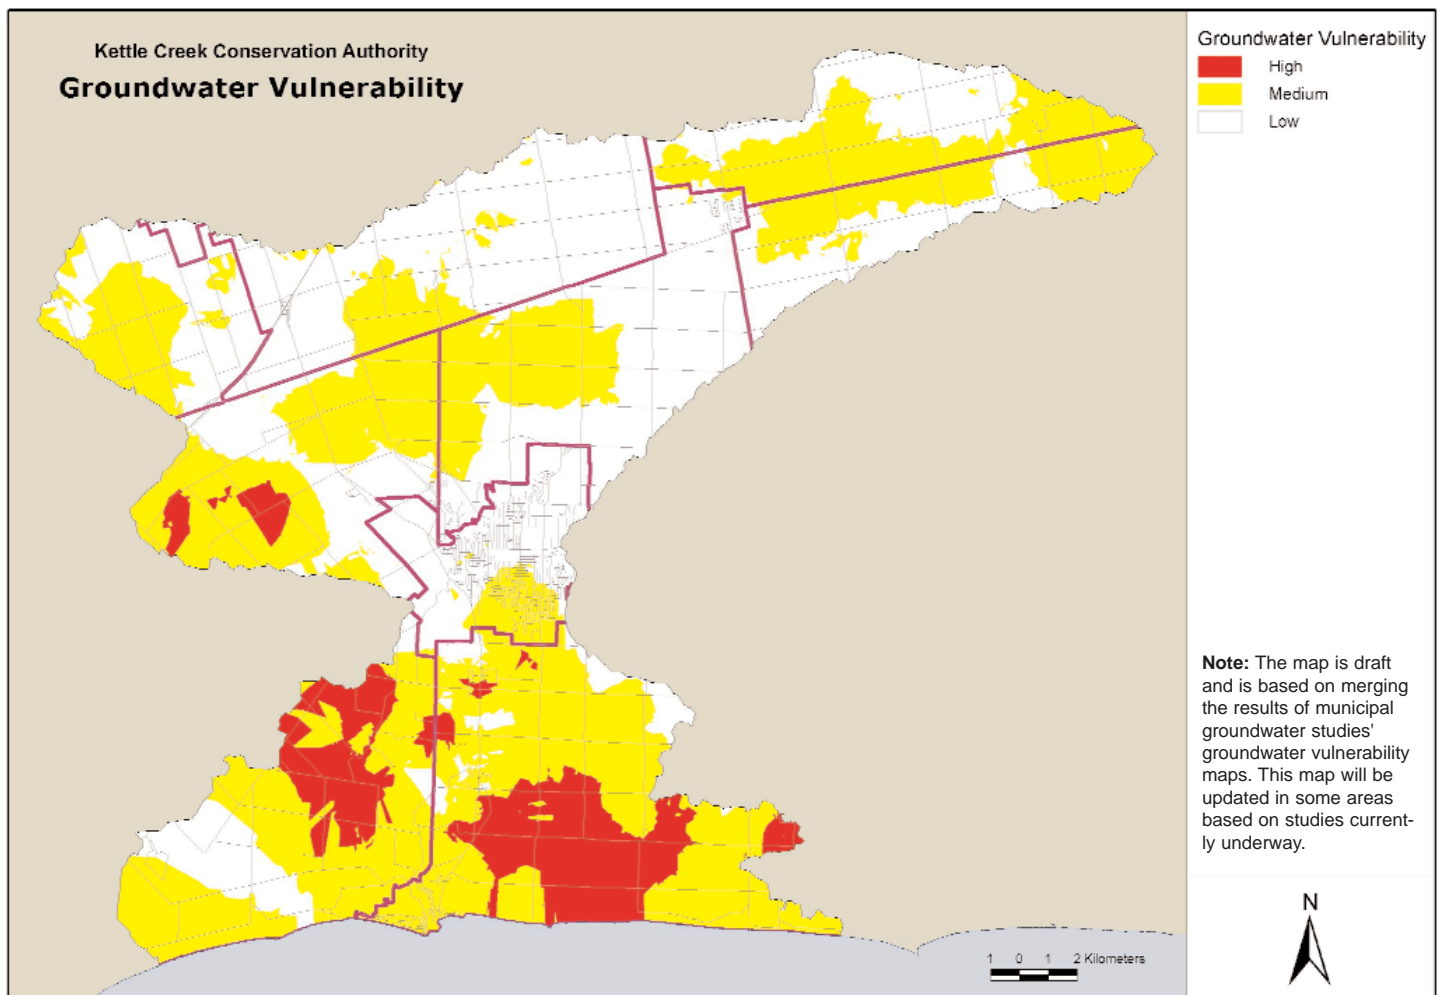 Kettle Creek Conservation Authority
Groundwater Vulnerability
Groundwater Vulnerability
High
Medium
Low
Note: The map is draft
and is based on merging
the results of municipal
groundwater studies'
groundwater vulnerability
maps. This map will be
updated in some areas
based on studies current-
ly underway.
N
1 0 1 2 Kilometers